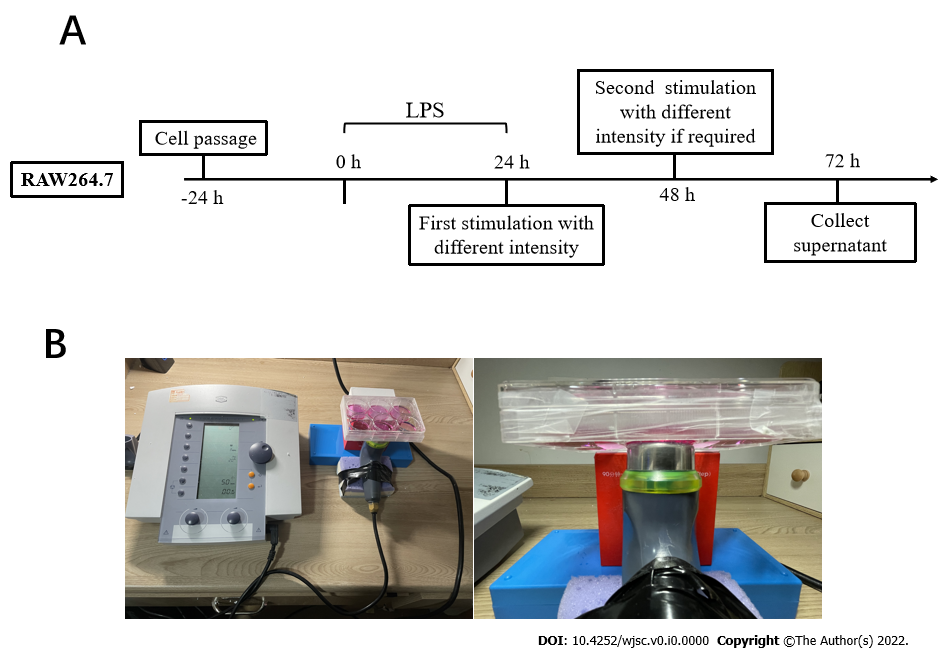 A
LPS
Second stimulation
with different
intensity if required
Cell passage
0 h
24 h
72 h
RAW264.7
-24 h
48 h
First stimulation with
different intensity
Collect
supernatant
B
DOI: 10.4252/wjsc.v0.i0.0000 Copyright ©The Author(s) 2022.